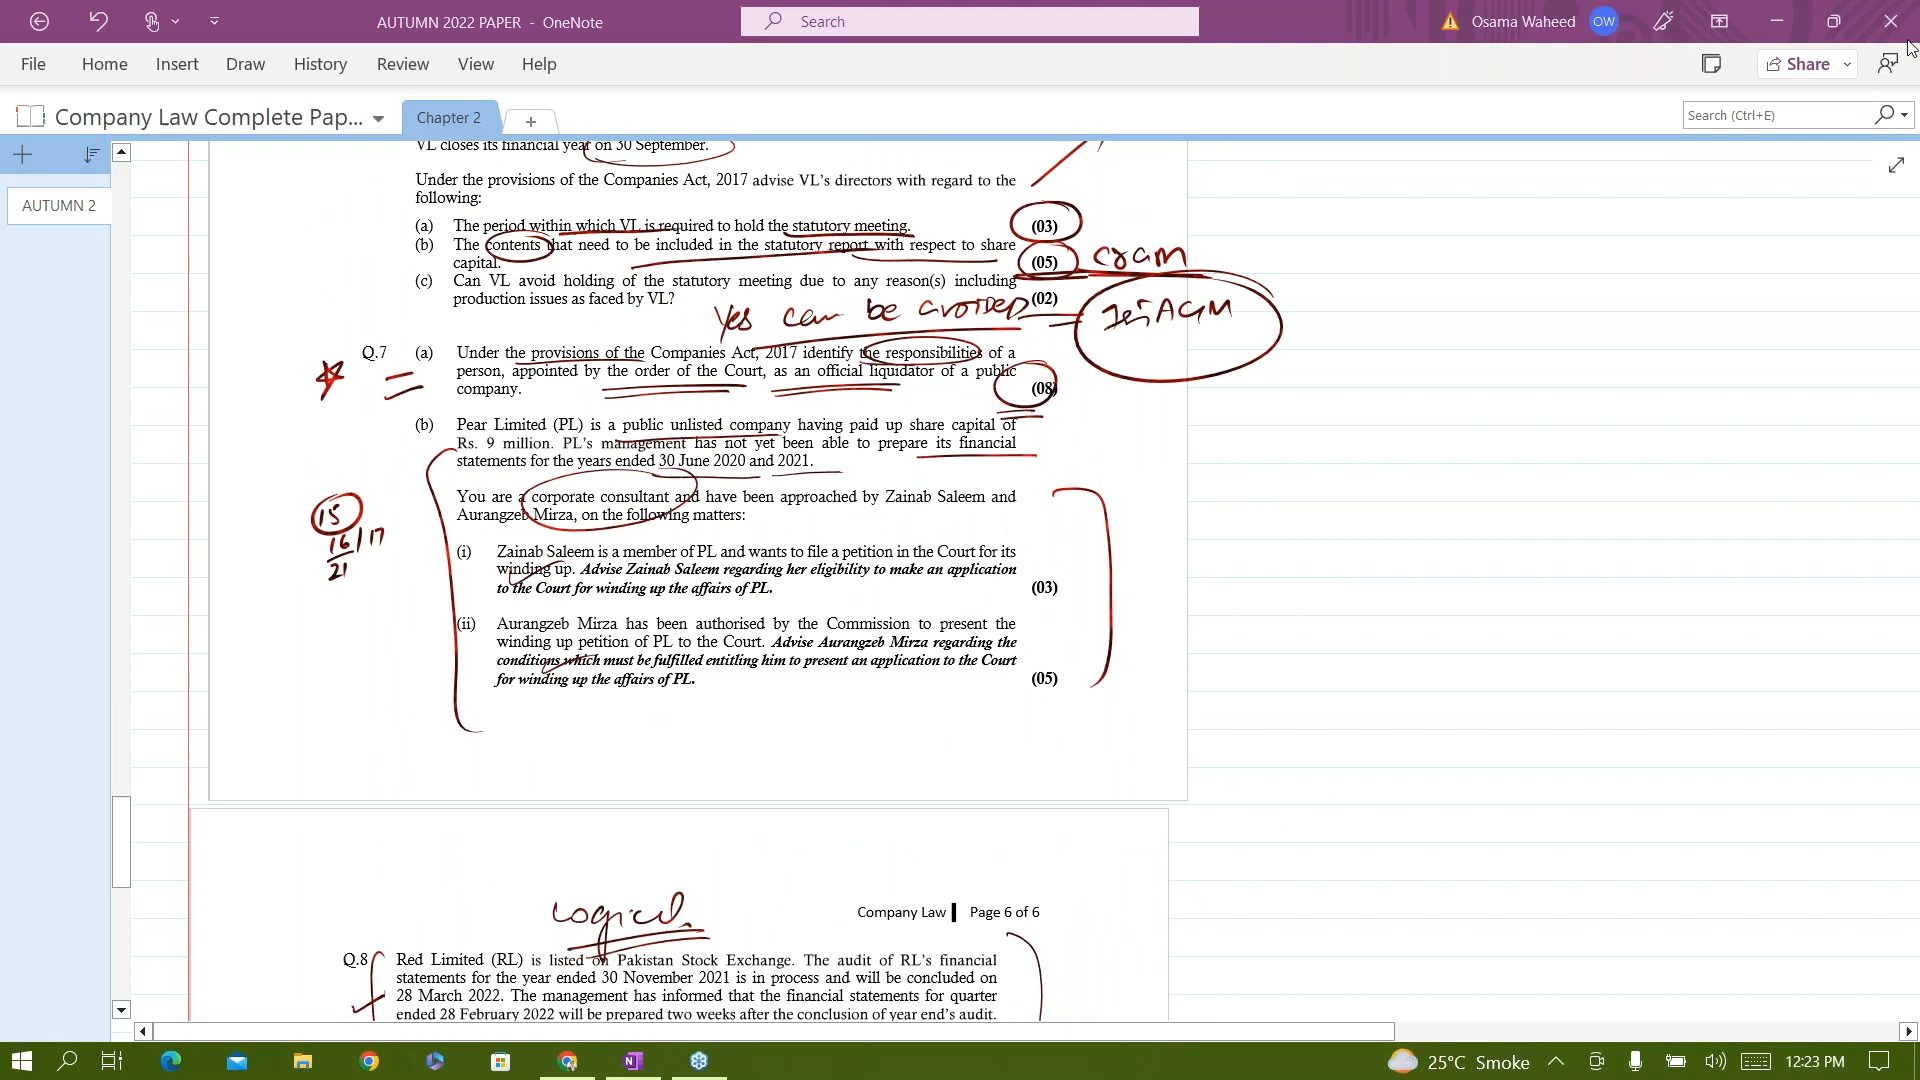 AUTUMN 2022 PAPER - OneNote
Search
Osama Waheed
OW
File Home Insert Draw History Review View Help
Share
Company Law Complete Pap...
Chapter 2
+
Search (Ctrl+E)
AUTUMN 2
VL closes its financial year on 30 September.
Under the provisions of the Companies Act, 2017 advise VL's directors with regard to the
following:
(a) The period within which VL is required to hold the statutory meeting. (03)
(b) The contents that need to be included in the statutory report with respect to share
capital. (05) cram
(c) Can VL avoid holding of the statutory meeting due to any reason(s) including
production issues as faced by VL? (02)
Yes can be avoided
AGM
Q.7 (a) Under the provisions of the Companies Act, 2017 identify the responsibilities of a
person, appointed by the order of the Court, as an official liquidator of a public
company. (08)
(b) Pear Limited (PL) is a public unlisted company having paid up share capital of
Rs. 9 million. PL's management has not yet been able to prepare its financial
statements for the years ended 30 June 2020 and 2021.
You are a corporate consultant and have been approached by Zainab Saleem and
Aurangzeb Mirza, on the following matters:
15
16/17
21
(i) Zainab Saleem is a member of PL and wants to file a petition in the Court for its
winding up. Advise Zainab Saleem regarding her eligibility to make an application
to the Court for winding up the affairs of PL. (03)
(ii) Aurangzeb Mirza has been authorised by the Commission to present the
winding up petition of PL to the Court. Advise Aurangzeb Mirza regarding the
conditions which must be fulfilled entitling him to present an application to the Court
for winding up the affairs of PL. (05)
Logical
Company Law Page 6 of 6
Q.8 Red Limited (RL) is listed on Pakistan Stock Exchange. The audit of RL's financial
statements for the year ended 30 November 2021 is in process and will be concluded on
28 March 2022. The management has informed that the financial statements for quarter
ended 28 February 2022 will be prepared two weeks after the conclusion of year end's audit.
25°C Smoke
12:23 PM